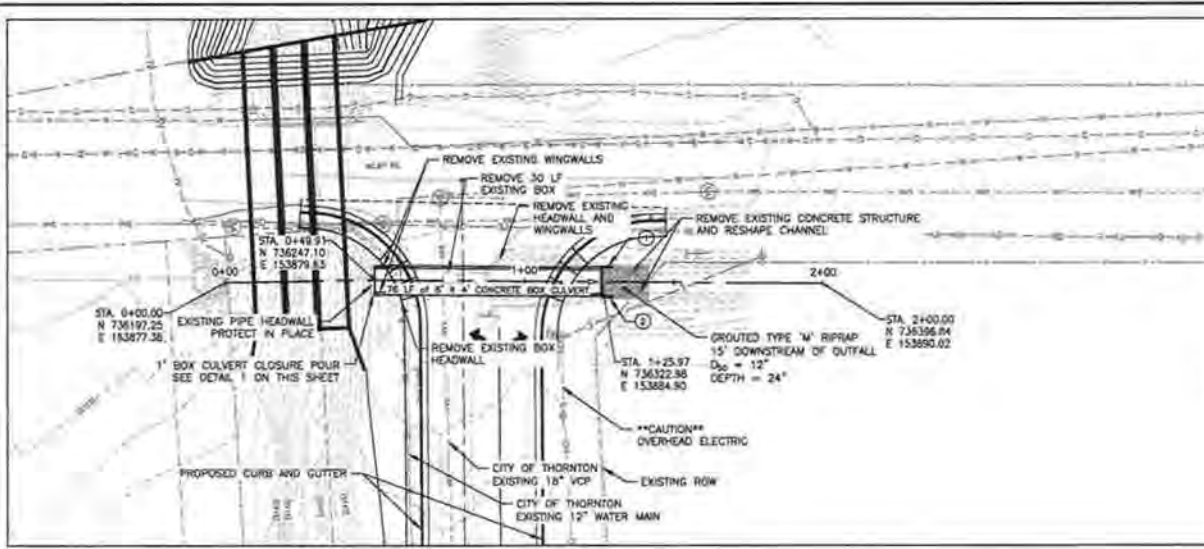 REMOVE EXISTING WINGWALLS
REMOVE 30 LF
EXISTING BOX
REMOVE EXISTING
HEADWALL AND
WINGWALLS
REMOVE EXISTING CONCRETE STRUCTURE
AND RESHAPE CHANNEL
STA. 0+49.91
N 736247.10
E 153879.63
0+00
1+00
2+00
76 LF of 8' X 4' CONCRETE BOX CULVERT
1
2
STA. 0+00.00
N 736197.25
E 153877.38
EXISTING PIPE HEADWALL
PROTECT IN PLACE
1' BOX CULVERT CLOSURE POUR
SEE DETAIL 1 ON THIS SHEET
REMOVE EXISTING BOX
HEADWALL
STA. 1+25.97
N 736322.98
E 153884.90
GROUTED TYPE 'M' RIPRAP
15' DOWNSTREAM OF OUTFALL
D50 = 12"
DEPTH = 24"
STA. 2+00.00
N 736396.84
E 153890.02
**CAUTION**
OVERHEAD ELECTRIC
PROPOSED CURB AND GUTTER
CITY OF THORNTON
EXISTING 18" VCP
EXISTING ROW
CITY OF THORNTON
EXISTING 12" WATER MAIN